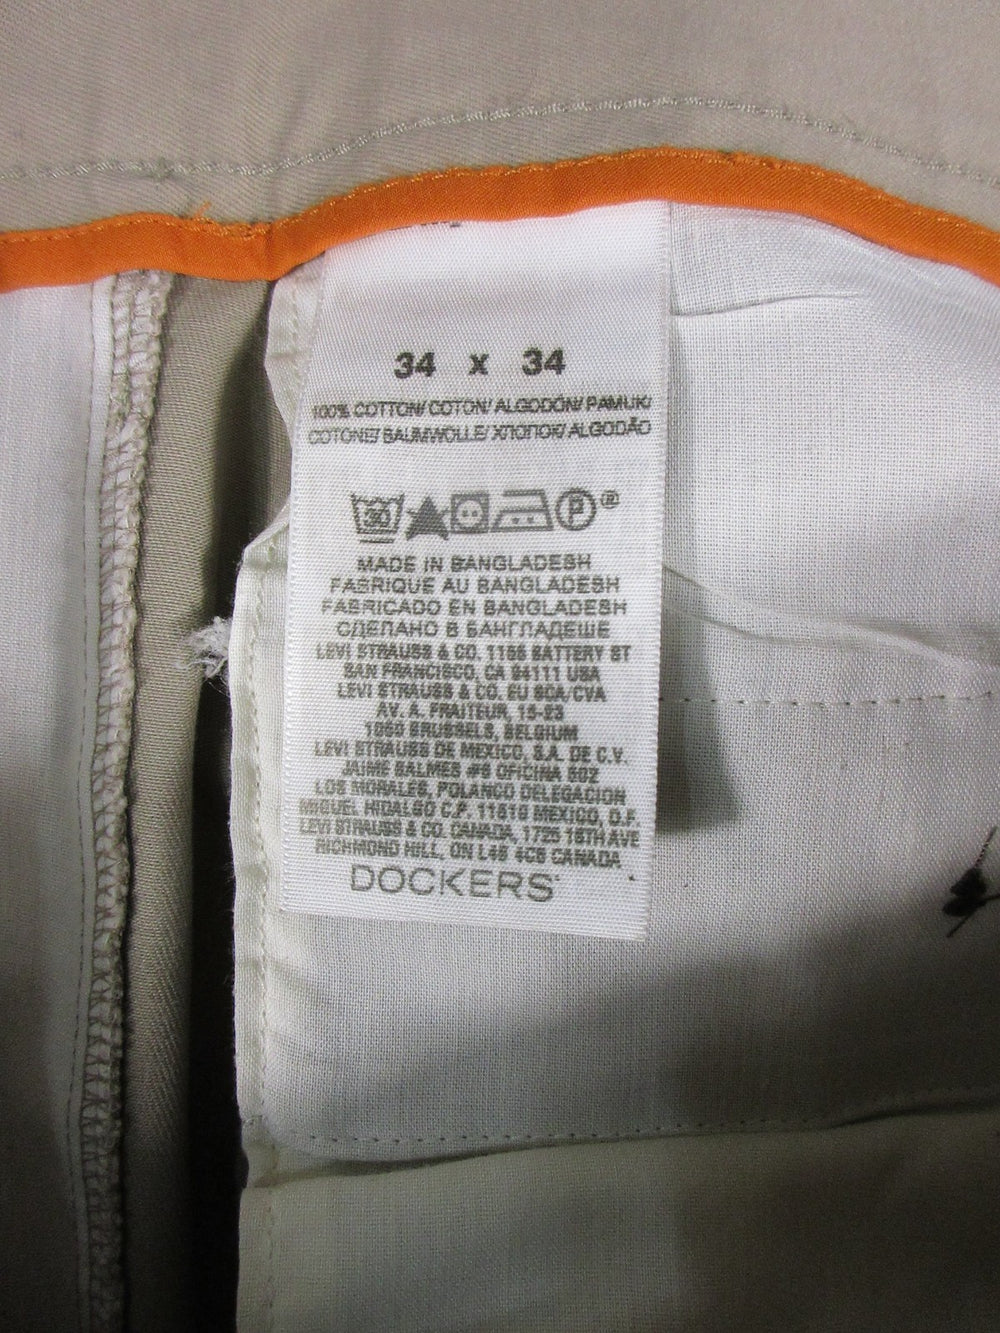 34 x 34
100% COTTON/ COTON/ ALGODÓN/ PAMUK/
COTONE/ BAUMWOLLE/ ХЛОПОК/ ALGODÃO
30 P ®
MADE IN BANGLADESH
FABRIQUE AU BANGLADESH
FABRICADO EN BANGLADESH
СДЕЛАНО В БАНГЛАДЕШЕ
LEVI STRAUSS & CO. 1155 BATTERY ST
SAN FRANCISCO, CA 94111 USA
LEVI STRAUSS & CO. EU SCA/CVA
AV. A. FRAITEUR, 15-23
1050 BRUSSELS, BELGIUM
LEVI STRAUSS DE MEXICO, S.A. DE C.V.
JAIME BALMES #8 OFICINA 502
LOS MORALES, POLANCO DELEGACION
MIGUEL HIDALGO C.P. 11510 MEXICO, D.F.
LEVI STRAUSS & CO. CANADA, 1725 16TH AVE
RICHMOND HILL, ON L4B 4C6 CANADA
DOCKERS